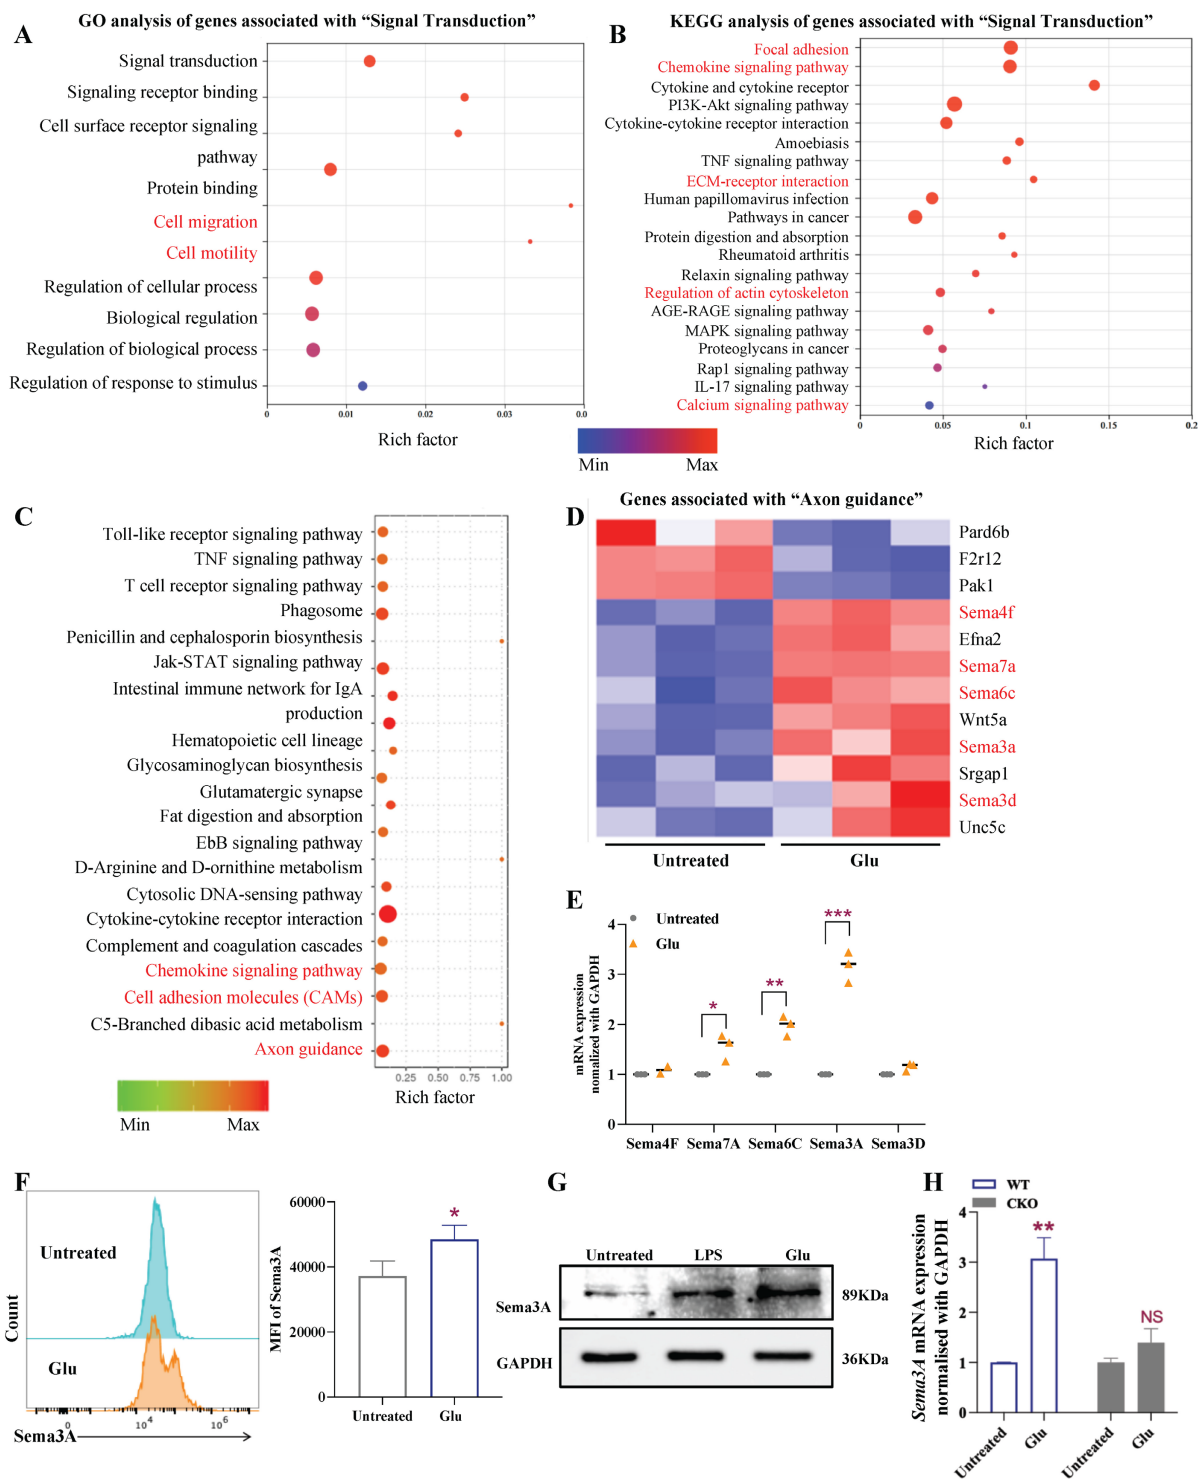 A
GO analysis of genes associated with “Signal Transduction”
Signal transduction
Signaling receptor binding
Cell surface receptor signaling
pathway
Protein binding
Cell migration
Cell motility
Regulation of cellular process
Biological regulation
Regulation of biological process
Regulation of response to stimulus
0 0.01 0.02 0.03 0.0
Rich factor
B
KEGG analysis of genes associated with “Signal Transduction”
Focal adhesion
Chemokine signaling pathway
Cytokine and cytokine receptor
PI3K-Akt signaling pathway
Cytokine-cytokine receptor interaction
Amoebiasis
TNF signaling pathway
ECM-receptor interaction
Human papillomavirus infection
Pathways in cancer
Protein digestion and absorption
Rheumatoid arthritis
Relaxin signaling pathway
Regulation of actin cytoskeleton
AGE-RAGE signaling pathway
MAPK signaling pathway
Proteoglycans in cancer
Rap1 signaling pathway
IL-17 signaling pathway
Calcium signaling pathway
0 0.05 0.1 0.15 0.2
Rich factor
Min Max
C
Toll-like receptor signaling pathway
TNF signaling pathway
T cell receptor signaling pathway
Phagosome
Penicillin and cephalosporin biosynthesis
Jak-STAT signaling pathway
Intestinal immune network for IgA
production
Hematopoietic cell lineage
Glycosaminoglycan biosynthesis
Glutamatergic synapse
Fat digestion and absorption
EbB signaling pathway
D-Arginine and D-ornithine metabolism
Cytosolic DNA-sensing pathway
Cytokine-cytokine receptor interaction
Complement and coagulation cascades
Chemokine signaling pathway
Cell adhesion molecules (CAMs)
C5-Branched dibasic acid metabolism
Axon guidance
0.25 0.50 0.75 1.00
Rich factor
Min Max
D
Genes associated with “Axon guidance”
Pard6b
F2r12
Pak1
Sema4f
Efna2
Sema7a
Sema6c
Wnt5a
Sema3a
Srgap1
Sema3d
Unc5c
Untreated Glu
E
Untreated
Glu
mRNA expression
nomalized with GAPDH
4
3
2
1
0
*
**
***
Sema4F Sema7A Sema6C Sema3A Sema3D
F
Count
Untreated
Glu
0 10⁴ 10⁶
Sema3A
MFI of Sema3A
60000
40000
20000
0
*
Untreated Glu
G
Untreated LPS Glu
Sema3A 89KDa
GAPDH 36KDa
H
WT
CKO
Sema3A mRNA expression
normalised with GAPDH
4
3
2
1
0
**
NS
Untreated Glu Untreated Glu